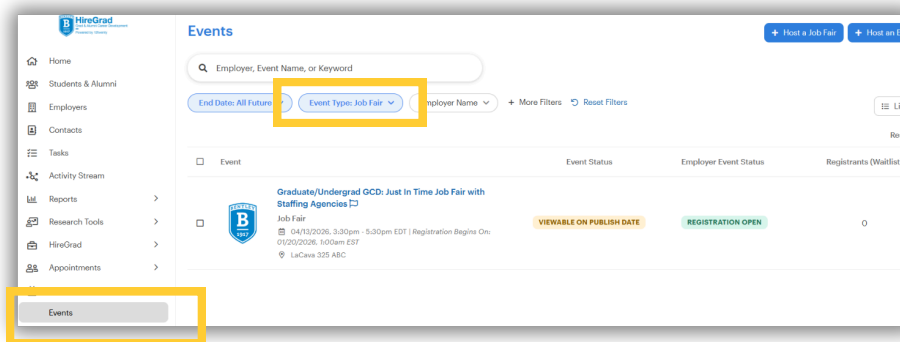 HireGrad
Events
+ Host a Job Fair
+ Host an E
Home
Employer, Event Name, or Keyword
Students & Alumni
Employers
End Date: All Future
Event Type: Job Fair
mployer Name
+ More Filters
Reset Filters
Li
Contacts
Re
Tasks
Event
Event Status
Employer Event Status
Registrants (Waitlist
Activity Stream
Reports
Graduate/Undergrad GCD: Just In Time Job Fair with
Staffing Agencies
BENTLEY
B
1917
Research Tools
Job Fair
VIEWABLE ON PUBLISH DATE
REGISTRATION OPEN
0
04/13/2026, 3:30pm - 5:30pm EDT | Registration Begins On:
01/20/2026, 1:00am EST
HireGrad
LaCava 325 ABC
Appointments
Events